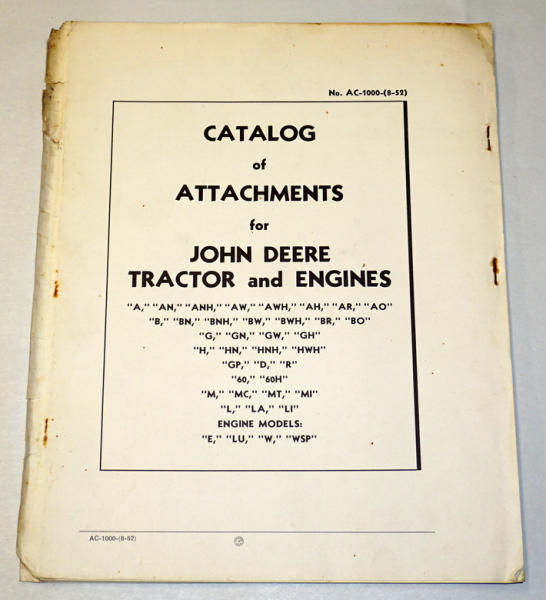 No. AC-1000-(8-52)
CATALOG
of
ATTACHMENTS
for
JOHN DEERE
TRACTOR and ENGINES
"A," "AN," "ANH," "AW," "AWH," "AH," "AR," "AO"
"B," "BN," "BNH," "BW," "BWH," "BR," "BO"
"G," "GN," "GW," "GH"
"H," "HN," "HNH," "HWH"
"GP," "D," "R"
"60," "60H"
"M," "MC," "MT," "MI"
"L," "LA," "LI"
ENGINE MODELS:
"E," "LU," "W," "WSP"
AC-1000-(8-52)